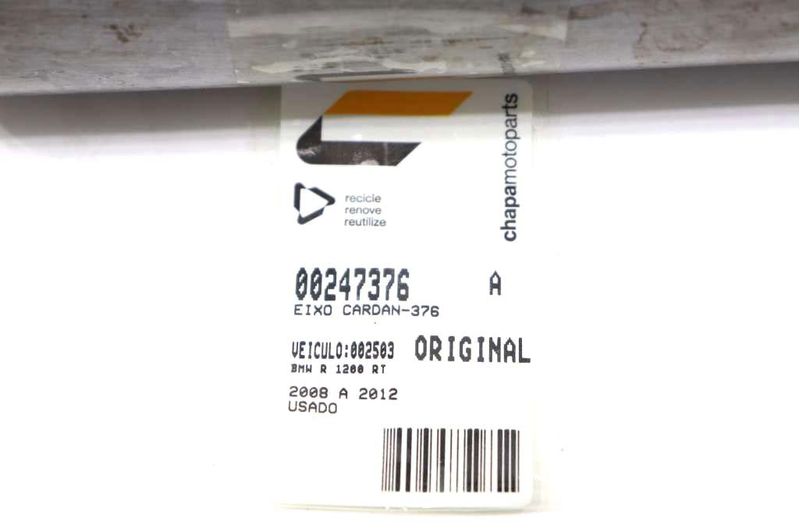 chapamotoparts
recicle
renove
reutilize
00247376 A
EIXO CARDAN-376
VEICULO:002503 ORIGINAL
BMW R 1200 RT
2008 A 2012
USADO